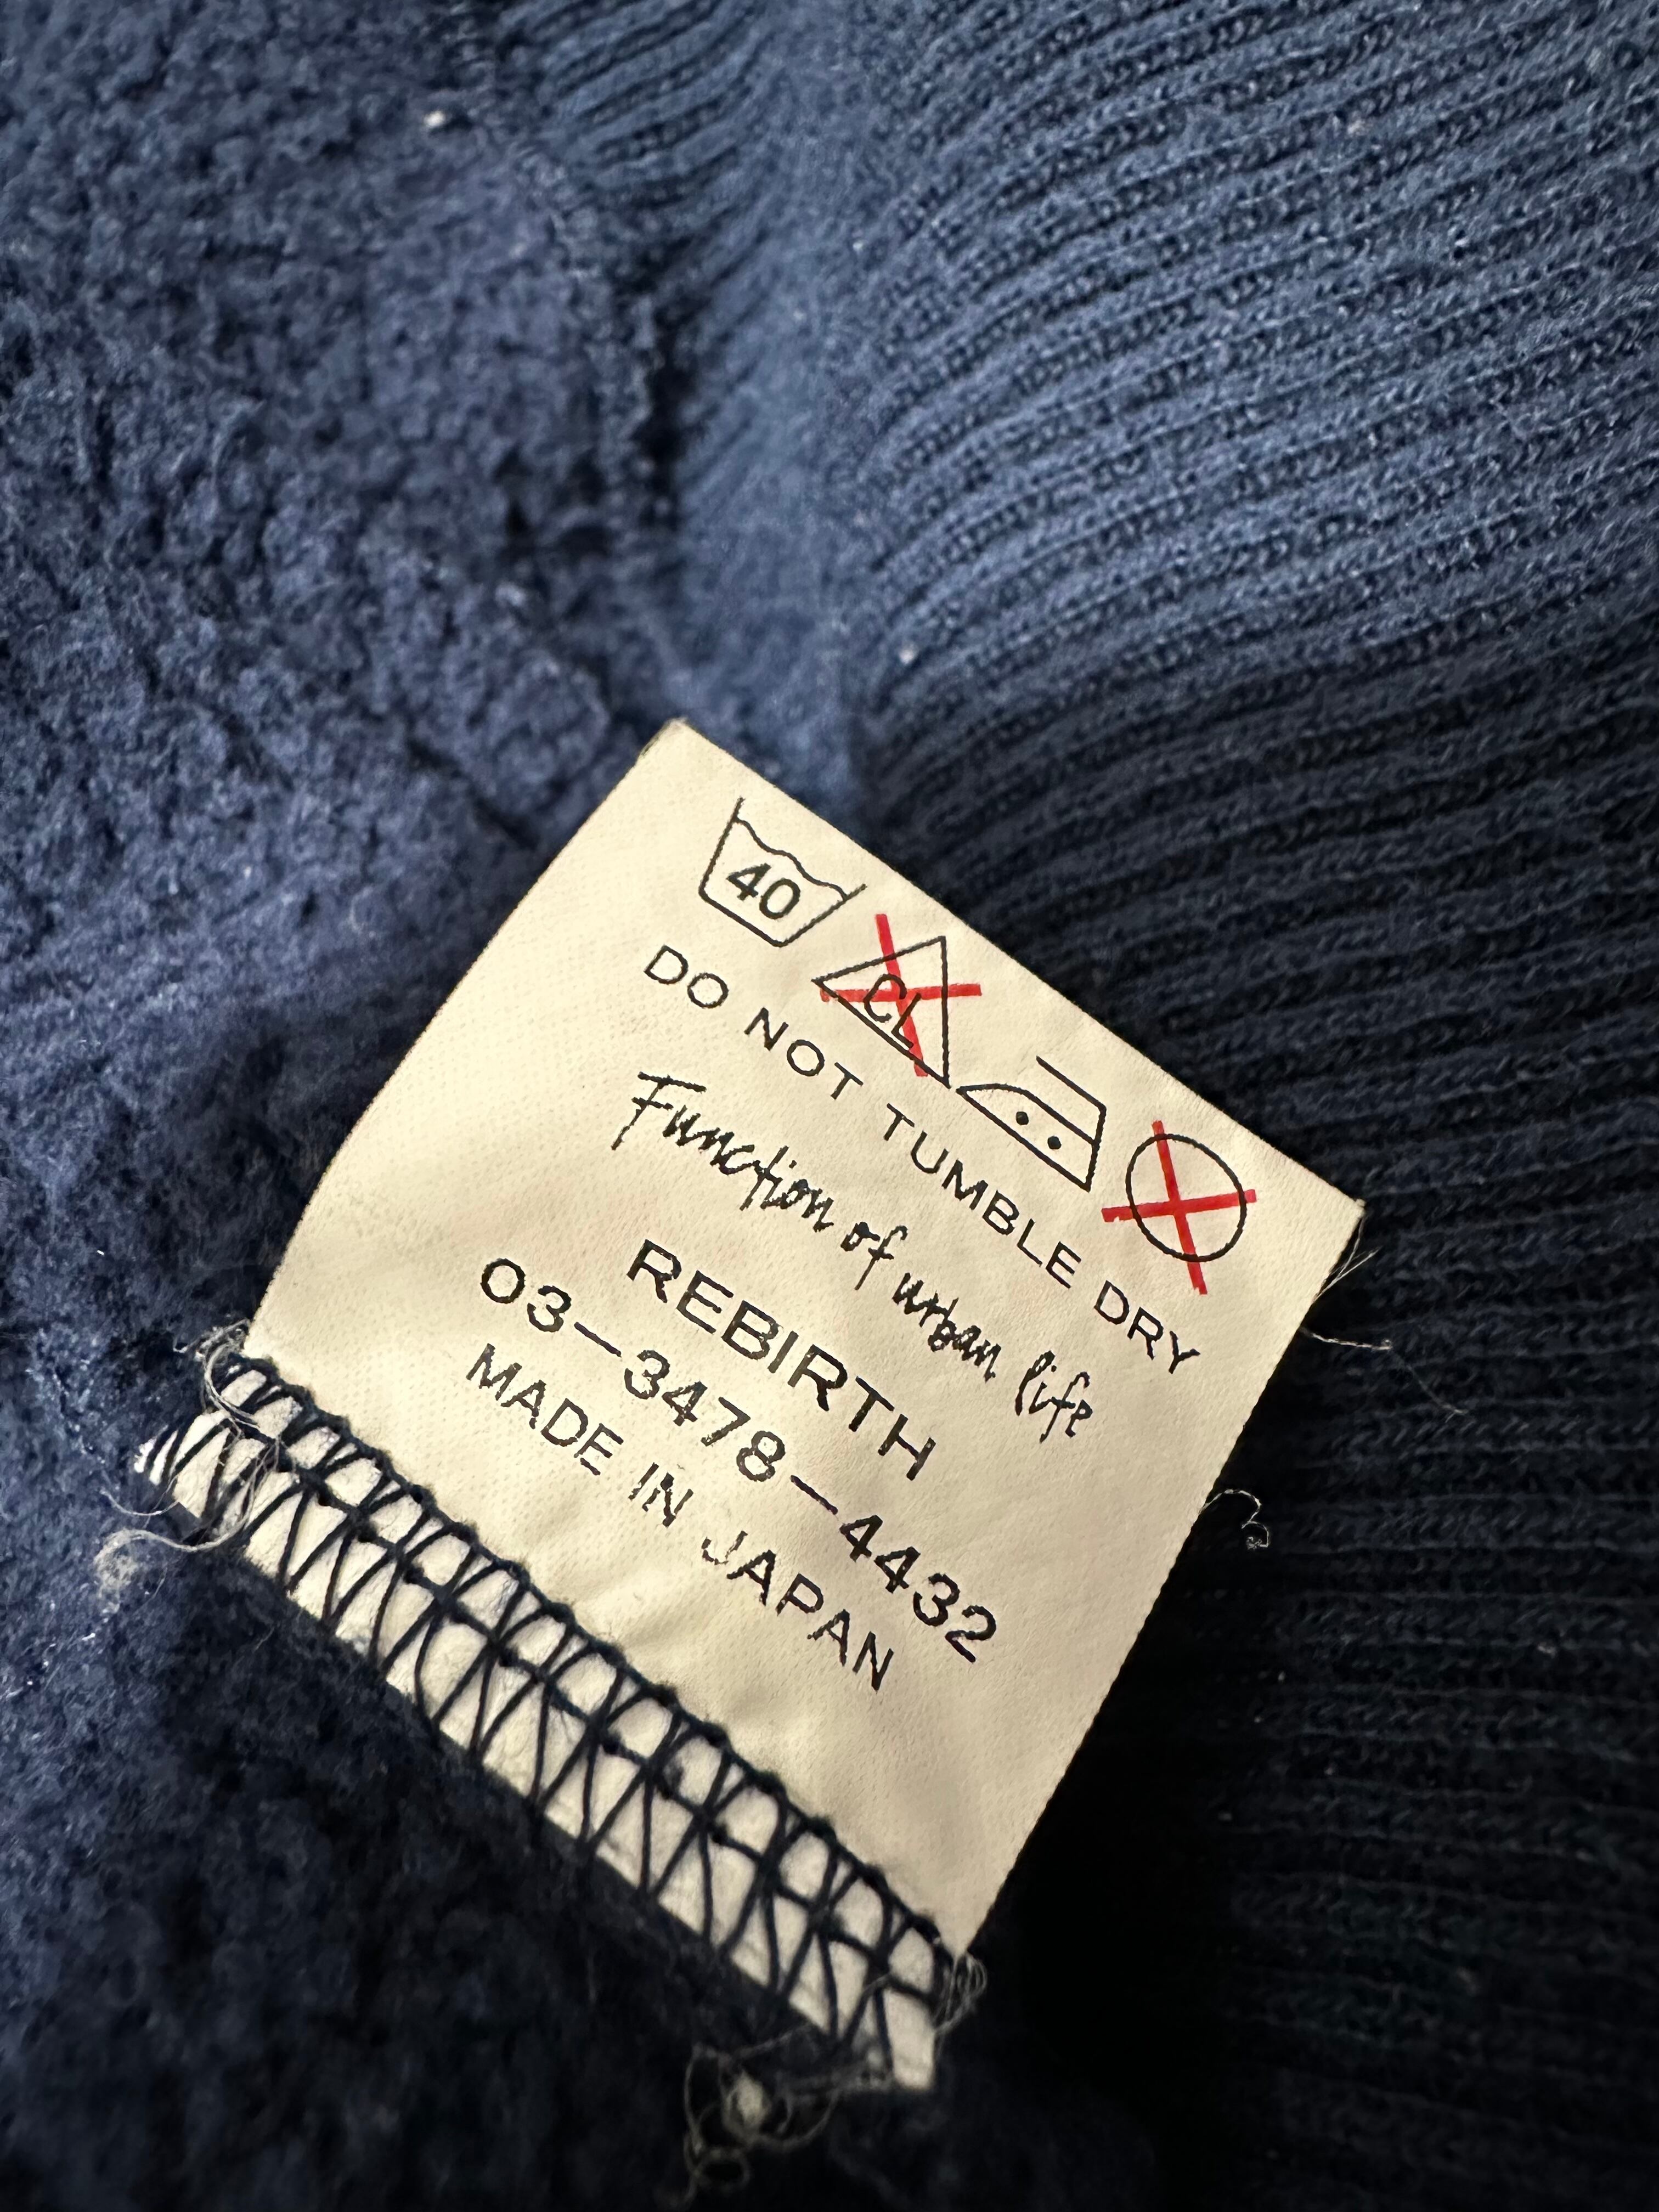 40
CL
DO NOT TUMBLE DRY
Function of urban life
REBIRTH
03-3478-4432
MADE IN JAPAN